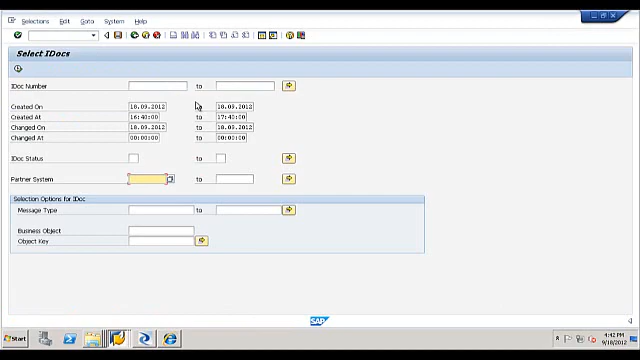 Selections Edit Goto System Help
Select IDocs
IDoc Number to
Created On 18.09.2012 to 18.09.2012
Created At 16:40:00 to 17:40:00
Changed On 18.09.2012 to 18.09.2012
Changed At 00:00:00 to 00:00:00
IDoc Status to
Partner System to
Selection Options for IDoc
Message Type to
Business Object
Object Key
SAP
Start 4:42 PM
9/18/2012